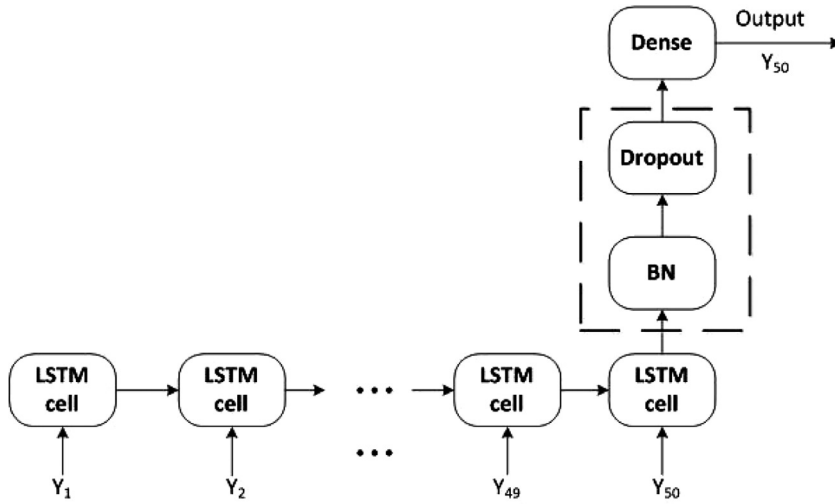 Output
Dense
Y₅₀
Dropout
BN
LSTM
cell
LSTM
cell
...
LSTM
cell
LSTM
cell
...
Y₁
Y₂
Y₄₉
Y₅₀